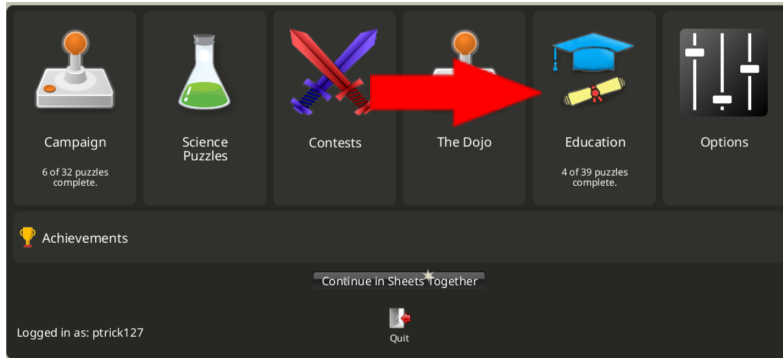 Campaign
6 of 32 puzzles
complete.
Science
Puzzles
Contests
The Dojo
Education
4 of 39 puzzles
complete.
Options
Achievements
Continue in Sheets Together
Logged in as: ptrick127
Quit